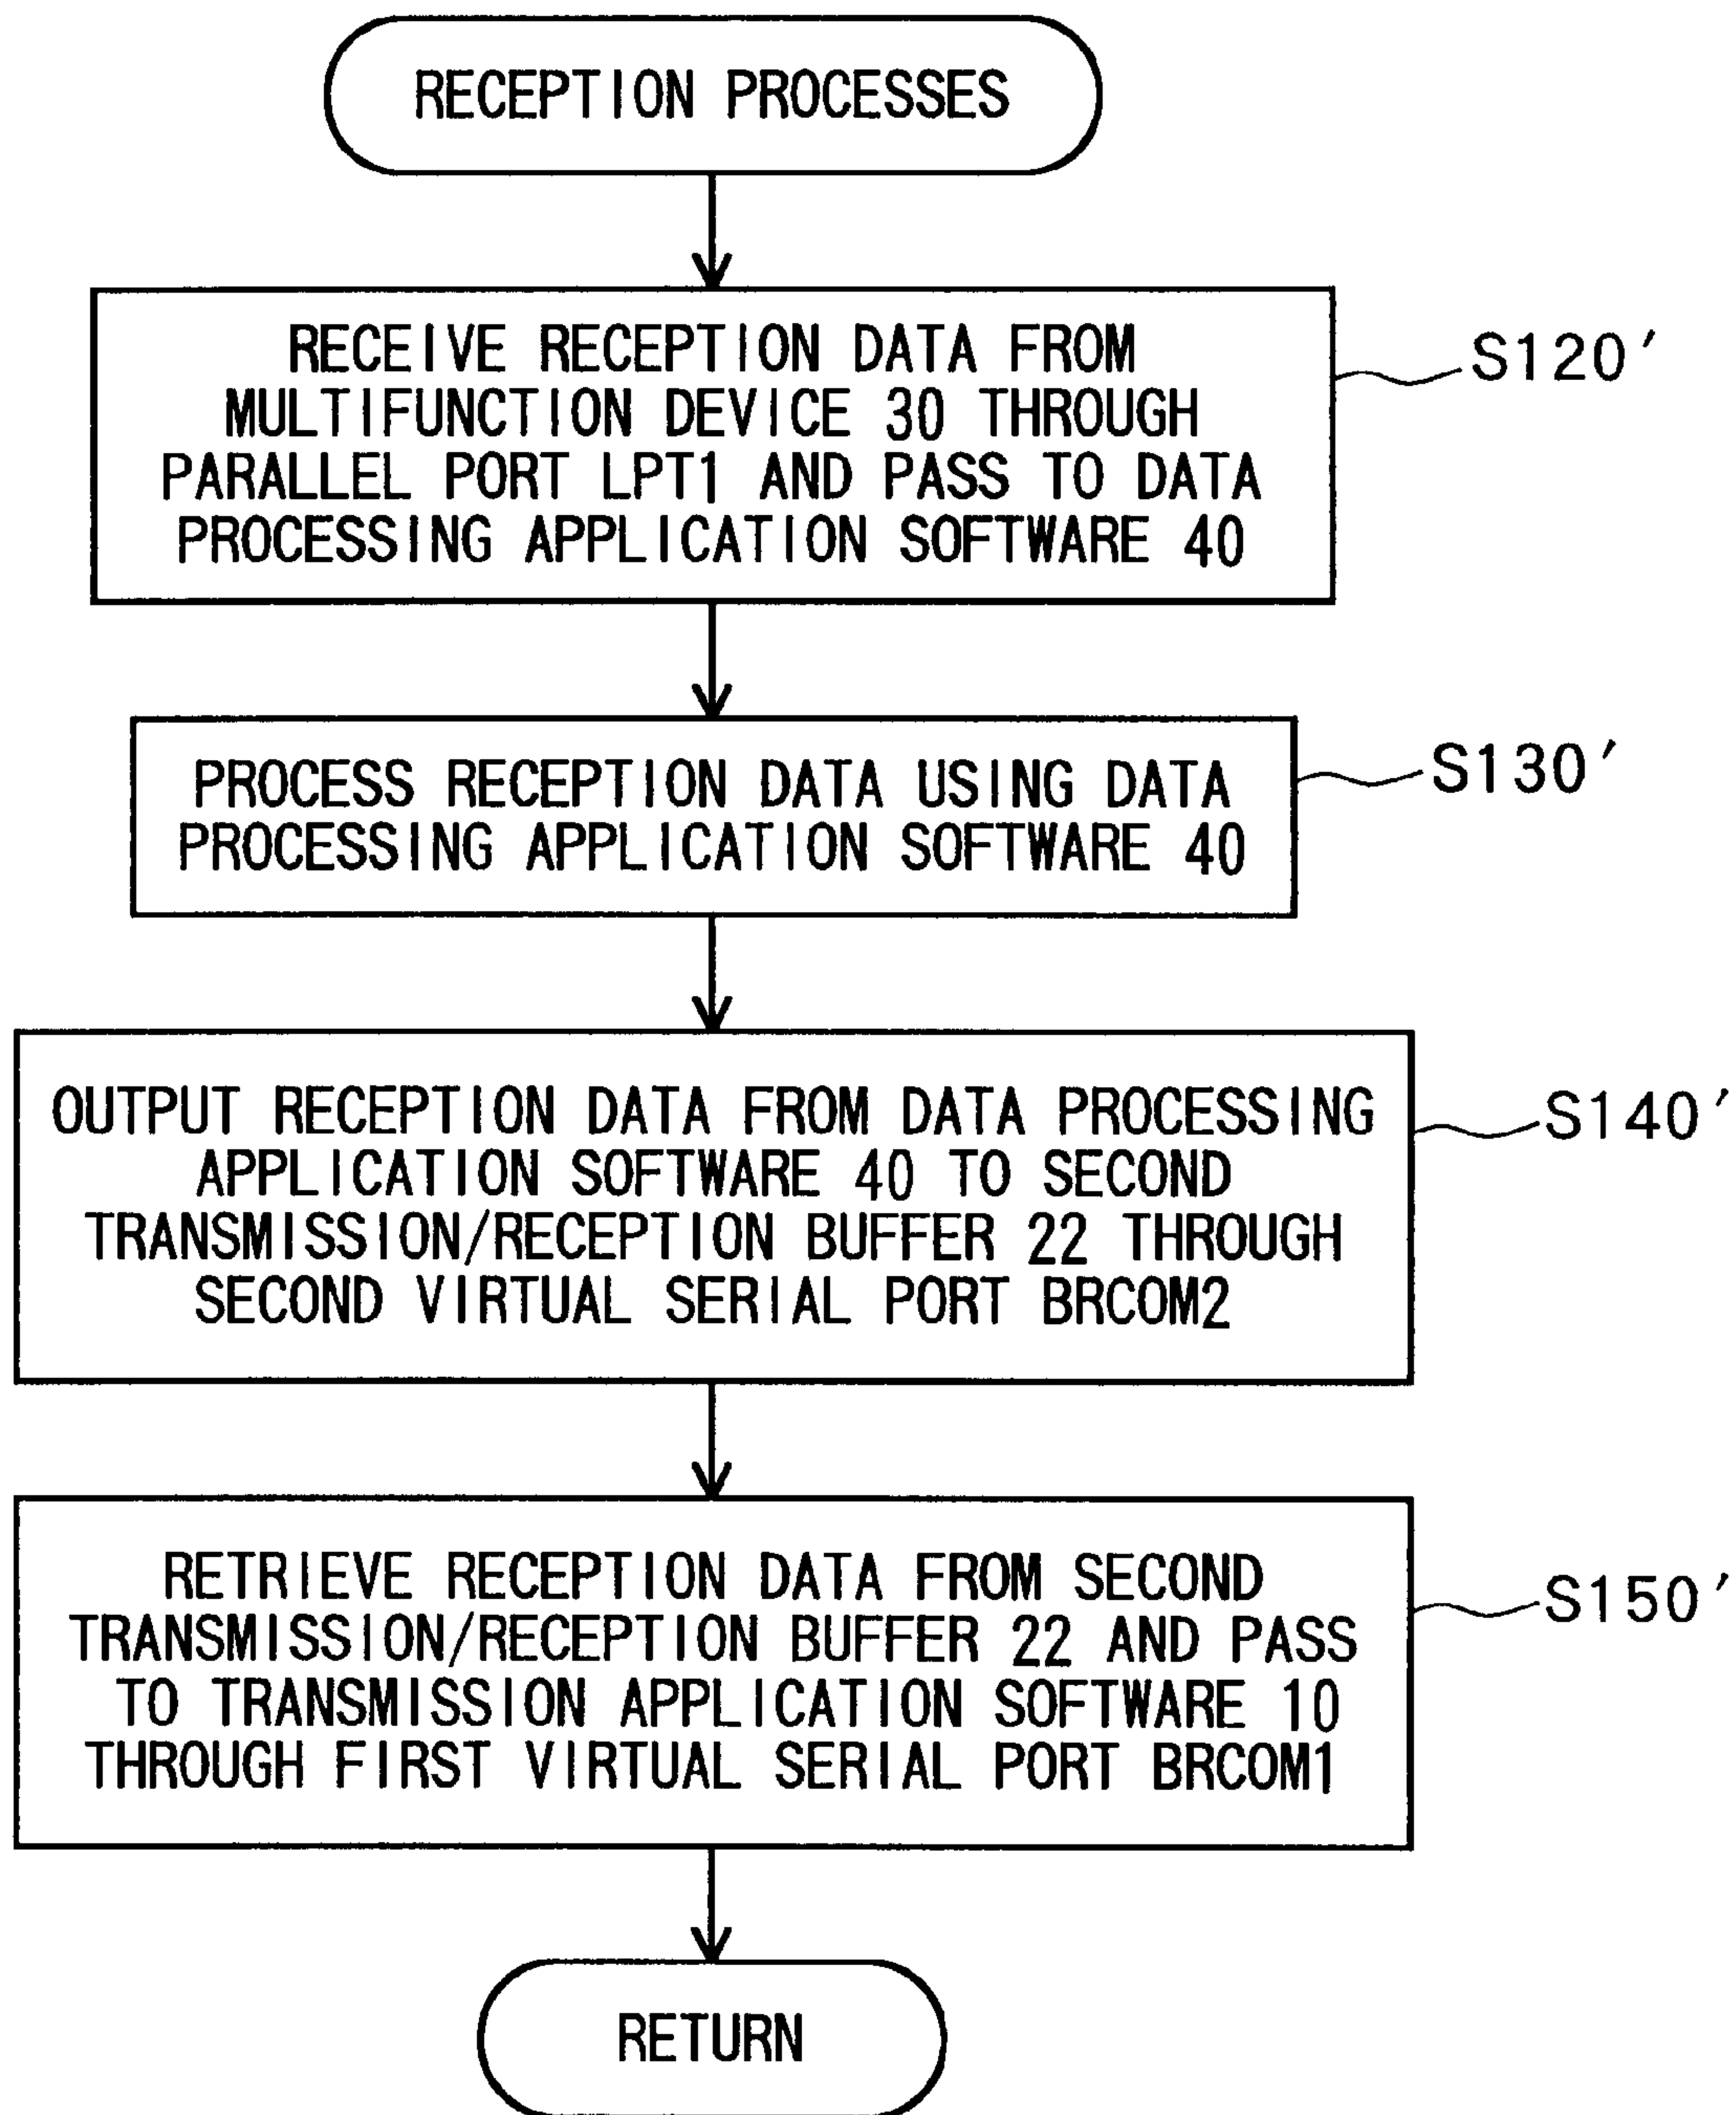 RECEPTION PROCESSES
RECEIVE RECEPTION DATA FROM
MULTIFUNCTION DEVICE 30 THROUGH
PARALLEL PORT LPT1 AND PASS TO DATA
PROCESSING APPLICATION SOFTWARE 40
S120'
PROCESS RECEPTION DATA USING DATA
PROCESSING APPLICATION SOFTWARE 40
S130'
OUTPUT RECEPTION DATA FROM DATA PROCESSING
APPLICATION SOFTWARE 40 TO SECOND
TRANSMISSION/RECEPTION BUFFER 22 THROUGH
SECOND VIRTUAL SERIAL PORT BRCOM2
S140'
RETRIEVE RECEPTION DATA FROM SECOND
TRANSMISSION/RECEPTION BUFFER 22 AND PASS
TO TRANSMISSION APPLICATION SOFTWARE 10
THROUGH FIRST VIRTUAL SERIAL PORT BRCOM1
S150'
RETURN